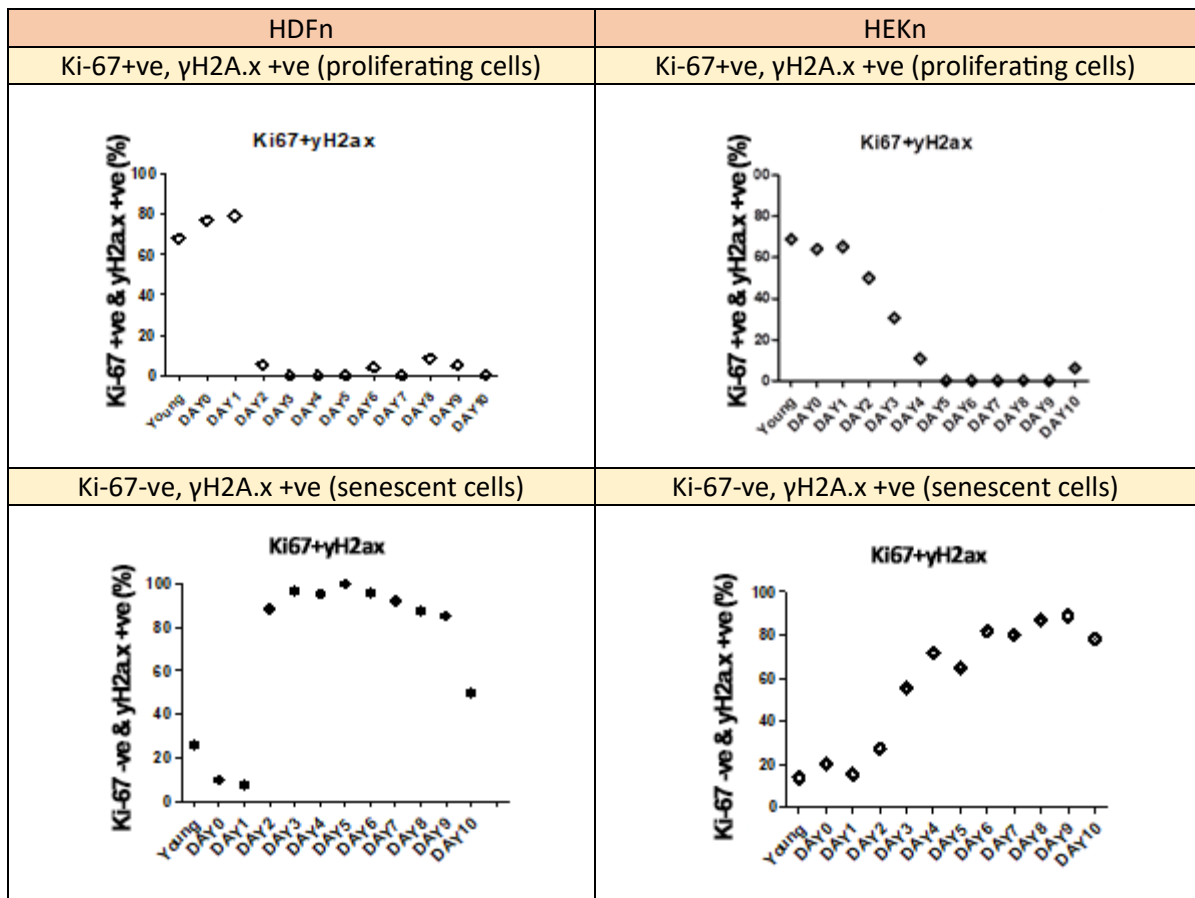 HDFn
HEKn
Ki-67+ve, γH2A.x +ve (proliferating cells)
Ki-67+ve, γH2A.x +ve (proliferating cells)
Ki67+yH2ax
Ki-67 +ve & yH2a.x +ve (%)
100
80
60
40
20
0
Young
DAY0
DAY1
DAY2
DAY3
DAY4
DAY5
DAY6
DAY7
DAY8
DAY9
DAY10
Ki67+yH2ax
Ki-67 +ve & yH2a.x +ve (%)
00
80
60
40
20
0
Young
DAY0
DAY1
DAY2
DAY3
DAY4
DAY5
DAY6
DAY7
DAY8
DAY9
DAY10
Ki-67-ve, γH2A.x +ve (senescent cells)
Ki-67-ve, γH2A.x +ve (senescent cells)
Ki67+yH2ax
Ki-67 -ve & yH2a.x +ve (%)
100
80
60
40
20
0
Young
DAY0
DAY1
DAY2
DAY3
DAY4
DAY5
DAY6
DAY7
DAY8
DAY9
DAY10
Ki67+yH2ax
Ki-67 -ve & yH2a.x +ve (%)
100
80
60
40
20
0
Young
DAY0
DAY1
DAY2
DAY3
DAY4
DAY5
DAY6
DAY7
DAY8
DAY9
DAY10